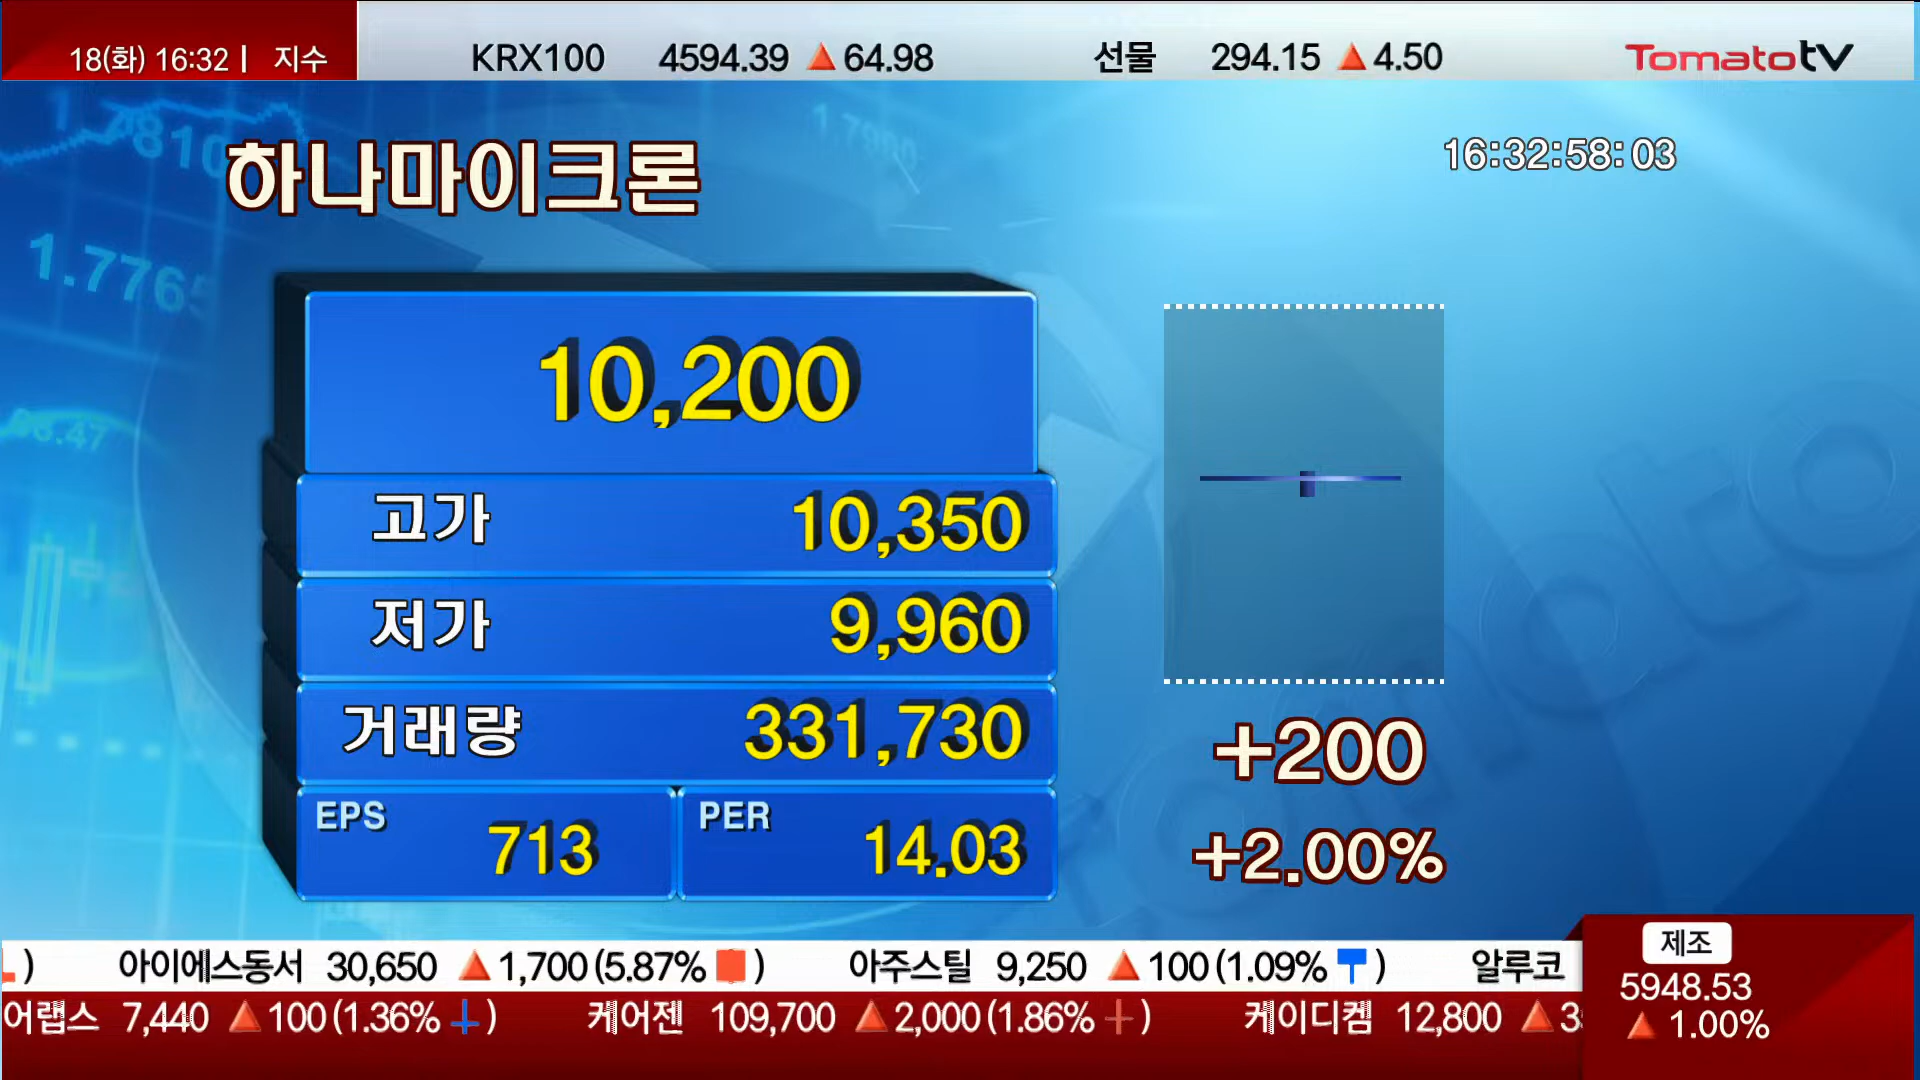 18(화) 16:32 | 지수 KRX100 4594.39 ▲ 64.98 선물 294.15 ▲ 4.50 Tomato tV
하나마이크론
16:32:58:03
10,200
고가 10,350
저가 9,960
거래량 331,730
EPS 713 PER 14.03
+200
+2.00%
) 아이에스동서 30,650 ▲ 1,700 (5.87% ) 아주스틸 9,250 ▲ 100 (1.09% ) 알루코
어랩스 7,440 ▲ 100 (1.36% ) 케어젠 109,700 ▲ 2,000 (1.86% ) 케이디켐 12,800 ▲
제조
5948.53
▲ 1.00%